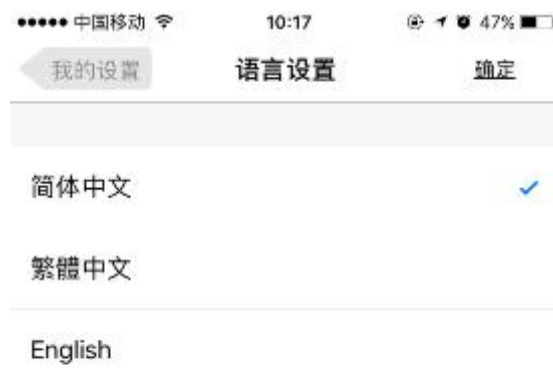 中国移动 10:17 47%
我的设置 语言设置 确定
简体中文
繁體中文
English